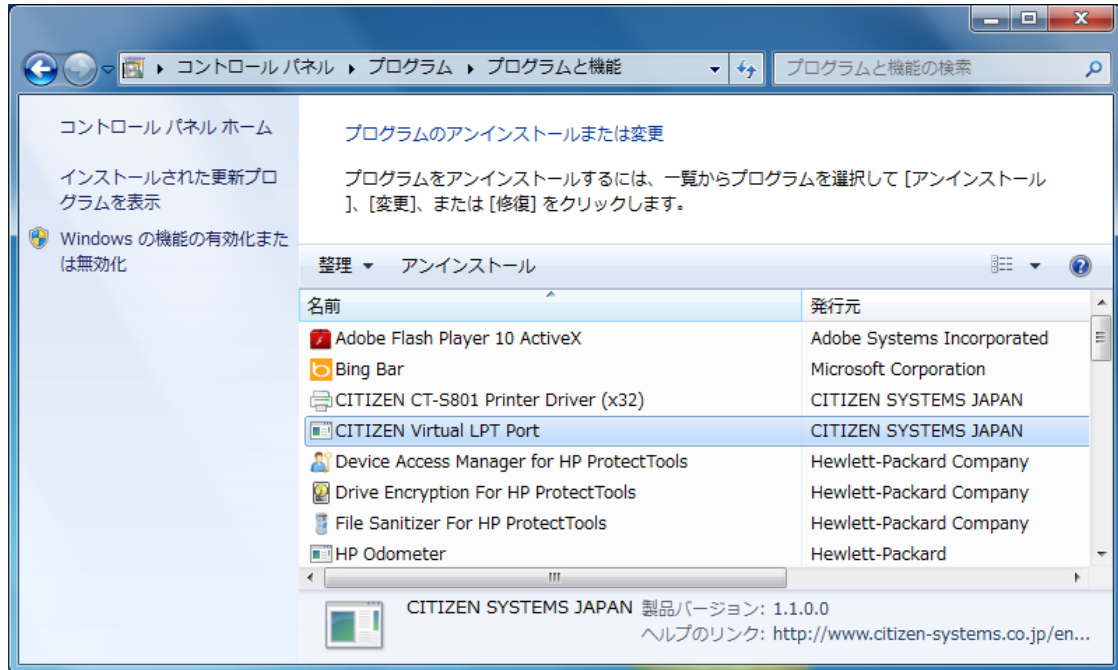 コントロール パネル ▸ プログラム ▸ プログラムと機能
プログラムと機能の検索
コントロール パネル ホーム
インストールされた更新プロ
グラムを表示
Windows の機能の有効化また
は無効化
プログラムのアンインストールまたは変更
プログラムをアンインストールするには、一覧からプログラムを選択して [アンインストール
]、[変更]、または [修復] をクリックします。
整理 ▼ アンインストール
名前 発行元
Adobe Flash Player 10 ActiveX Adobe Systems Incorporated
Bing Bar Microsoft Corporation
CITIZEN CT-S801 Printer Driver (x32) CITIZEN SYSTEMS JAPAN
CITIZEN Virtual LPT Port CITIZEN SYSTEMS JAPAN
Device Access Manager for HP ProtectTools Hewlett-Packard Company
Drive Encryption For HP ProtectTools Hewlett-Packard Company
File Sanitizer For HP ProtectTools Hewlett-Packard Company
HP Odometer Hewlett-Packard
CITIZEN SYSTEMS JAPAN 製品バージョン: 1.1.0.0
ヘルプのリンク: http://www.citizen-systems.co.jp/en...